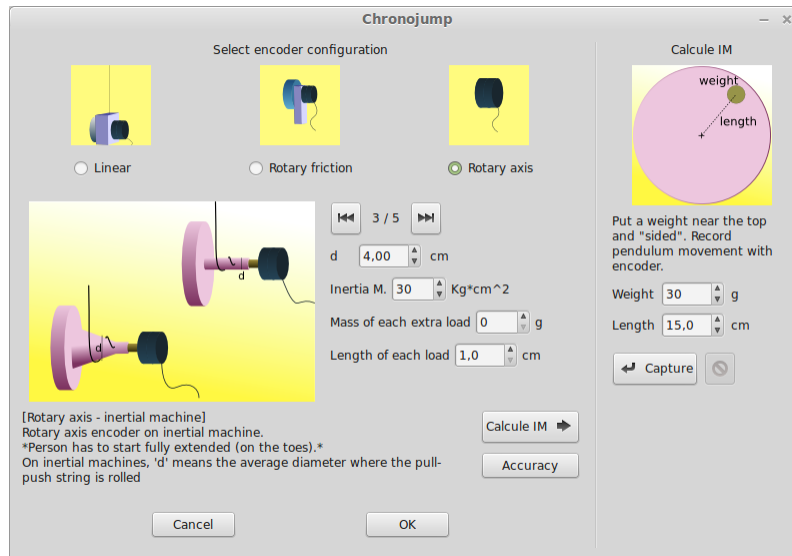 Chronojump
Select encoder configuration
Linear
Rotary friction
Rotary axis
3 / 5
d 4,00 cm
Inertia M. 30 Kg*cm^2
Mass of each extra load 0 g
Length of each load 1,0 cm
d
d
[Rotary axis - inertial machine]
Rotary axis encoder on inertial machine.
*Person has to start fully extended (on the toes).*
On inertial machines, 'd' means the average diameter where the pull-
push string is rolled
Calcule IM
Accuracy
Cancel
OK
Calcule IM
weight
length
Put a weight near the top
and "sided". Record
pendulum movement with
encoder.
Weight 30 g
Length 15,0 cm
Capture